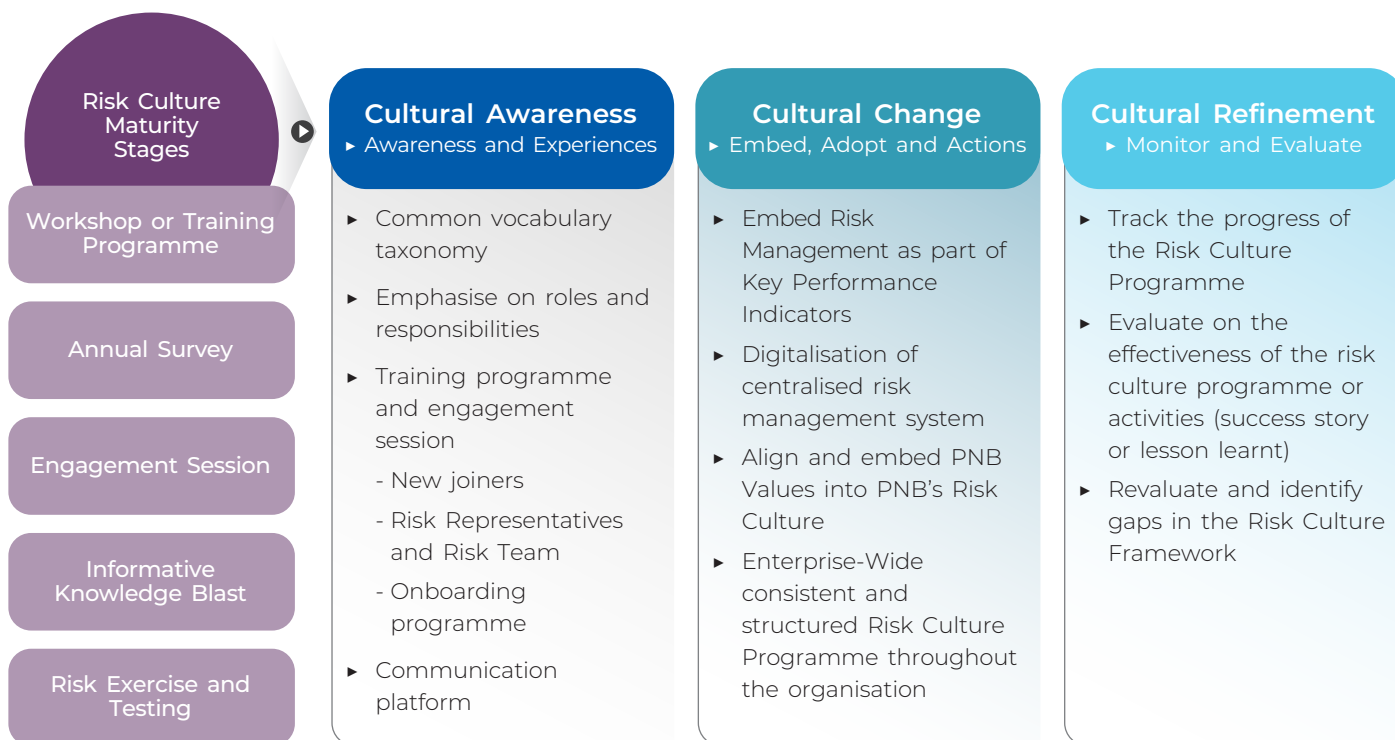 Risk Culture
Maturity
Stages
Workshop or Training
Programme
Annual Survey
Engagement Session
Informative
Knowledge Blast
Risk Exercise and
Testing
Cultural Awareness
▸ Awareness and Experiences
▸ Common vocabulary
taxonomy
▸ Emphasise on roles and
responsibilities
▸ Training programme
and engagement
session
- New joiners
- Risk Representatives
and Risk Team
- Onboarding
programme
▸ Communication
platform
Cultural Change
▸ Embed, Adopt and Actions
▸ Embed Risk
Management as part of
Key Performance
Indicators
▸ Digitalisation of
centralised risk
management system
▸ Align and embed PNB
Values into PNB's Risk
Culture
▸ Enterprise-Wide
consistent and
structured Risk Culture
Programme throughout
the organisation
Cultural Refinement
▸ Monitor and Evaluate
▸ Track the progress of
the Risk Culture
Programme
▸ Evaluate on the
effectiveness of the risk
culture programme or
activities (success story
or lesson learnt)
▸ Revaluate and identify
gaps in the Risk Culture
Framework